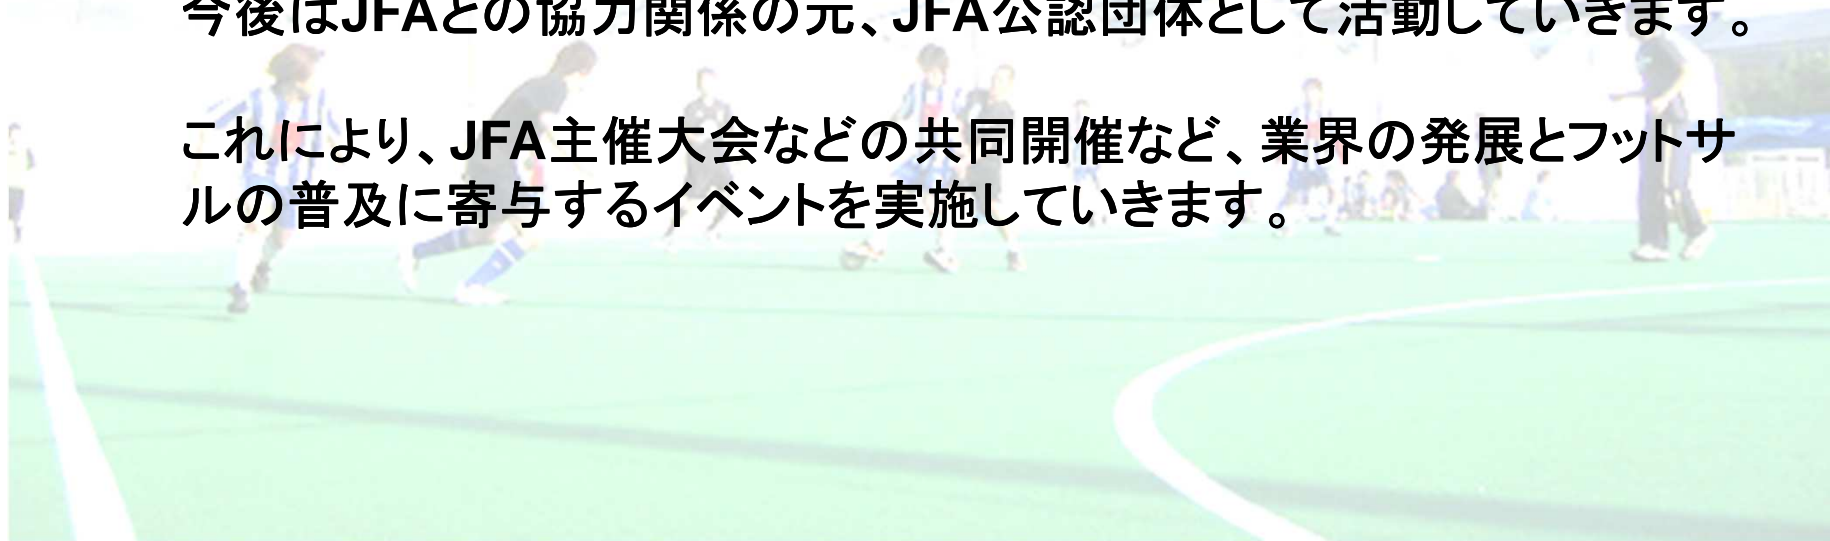 今後はJFAとの協力関係の元、JFA公認団体として活動していきます。
これにより、JFA主催大会などの共同開催など、業界の発展とフットサ
ルの普及に寄与するイベントを実施していきます。